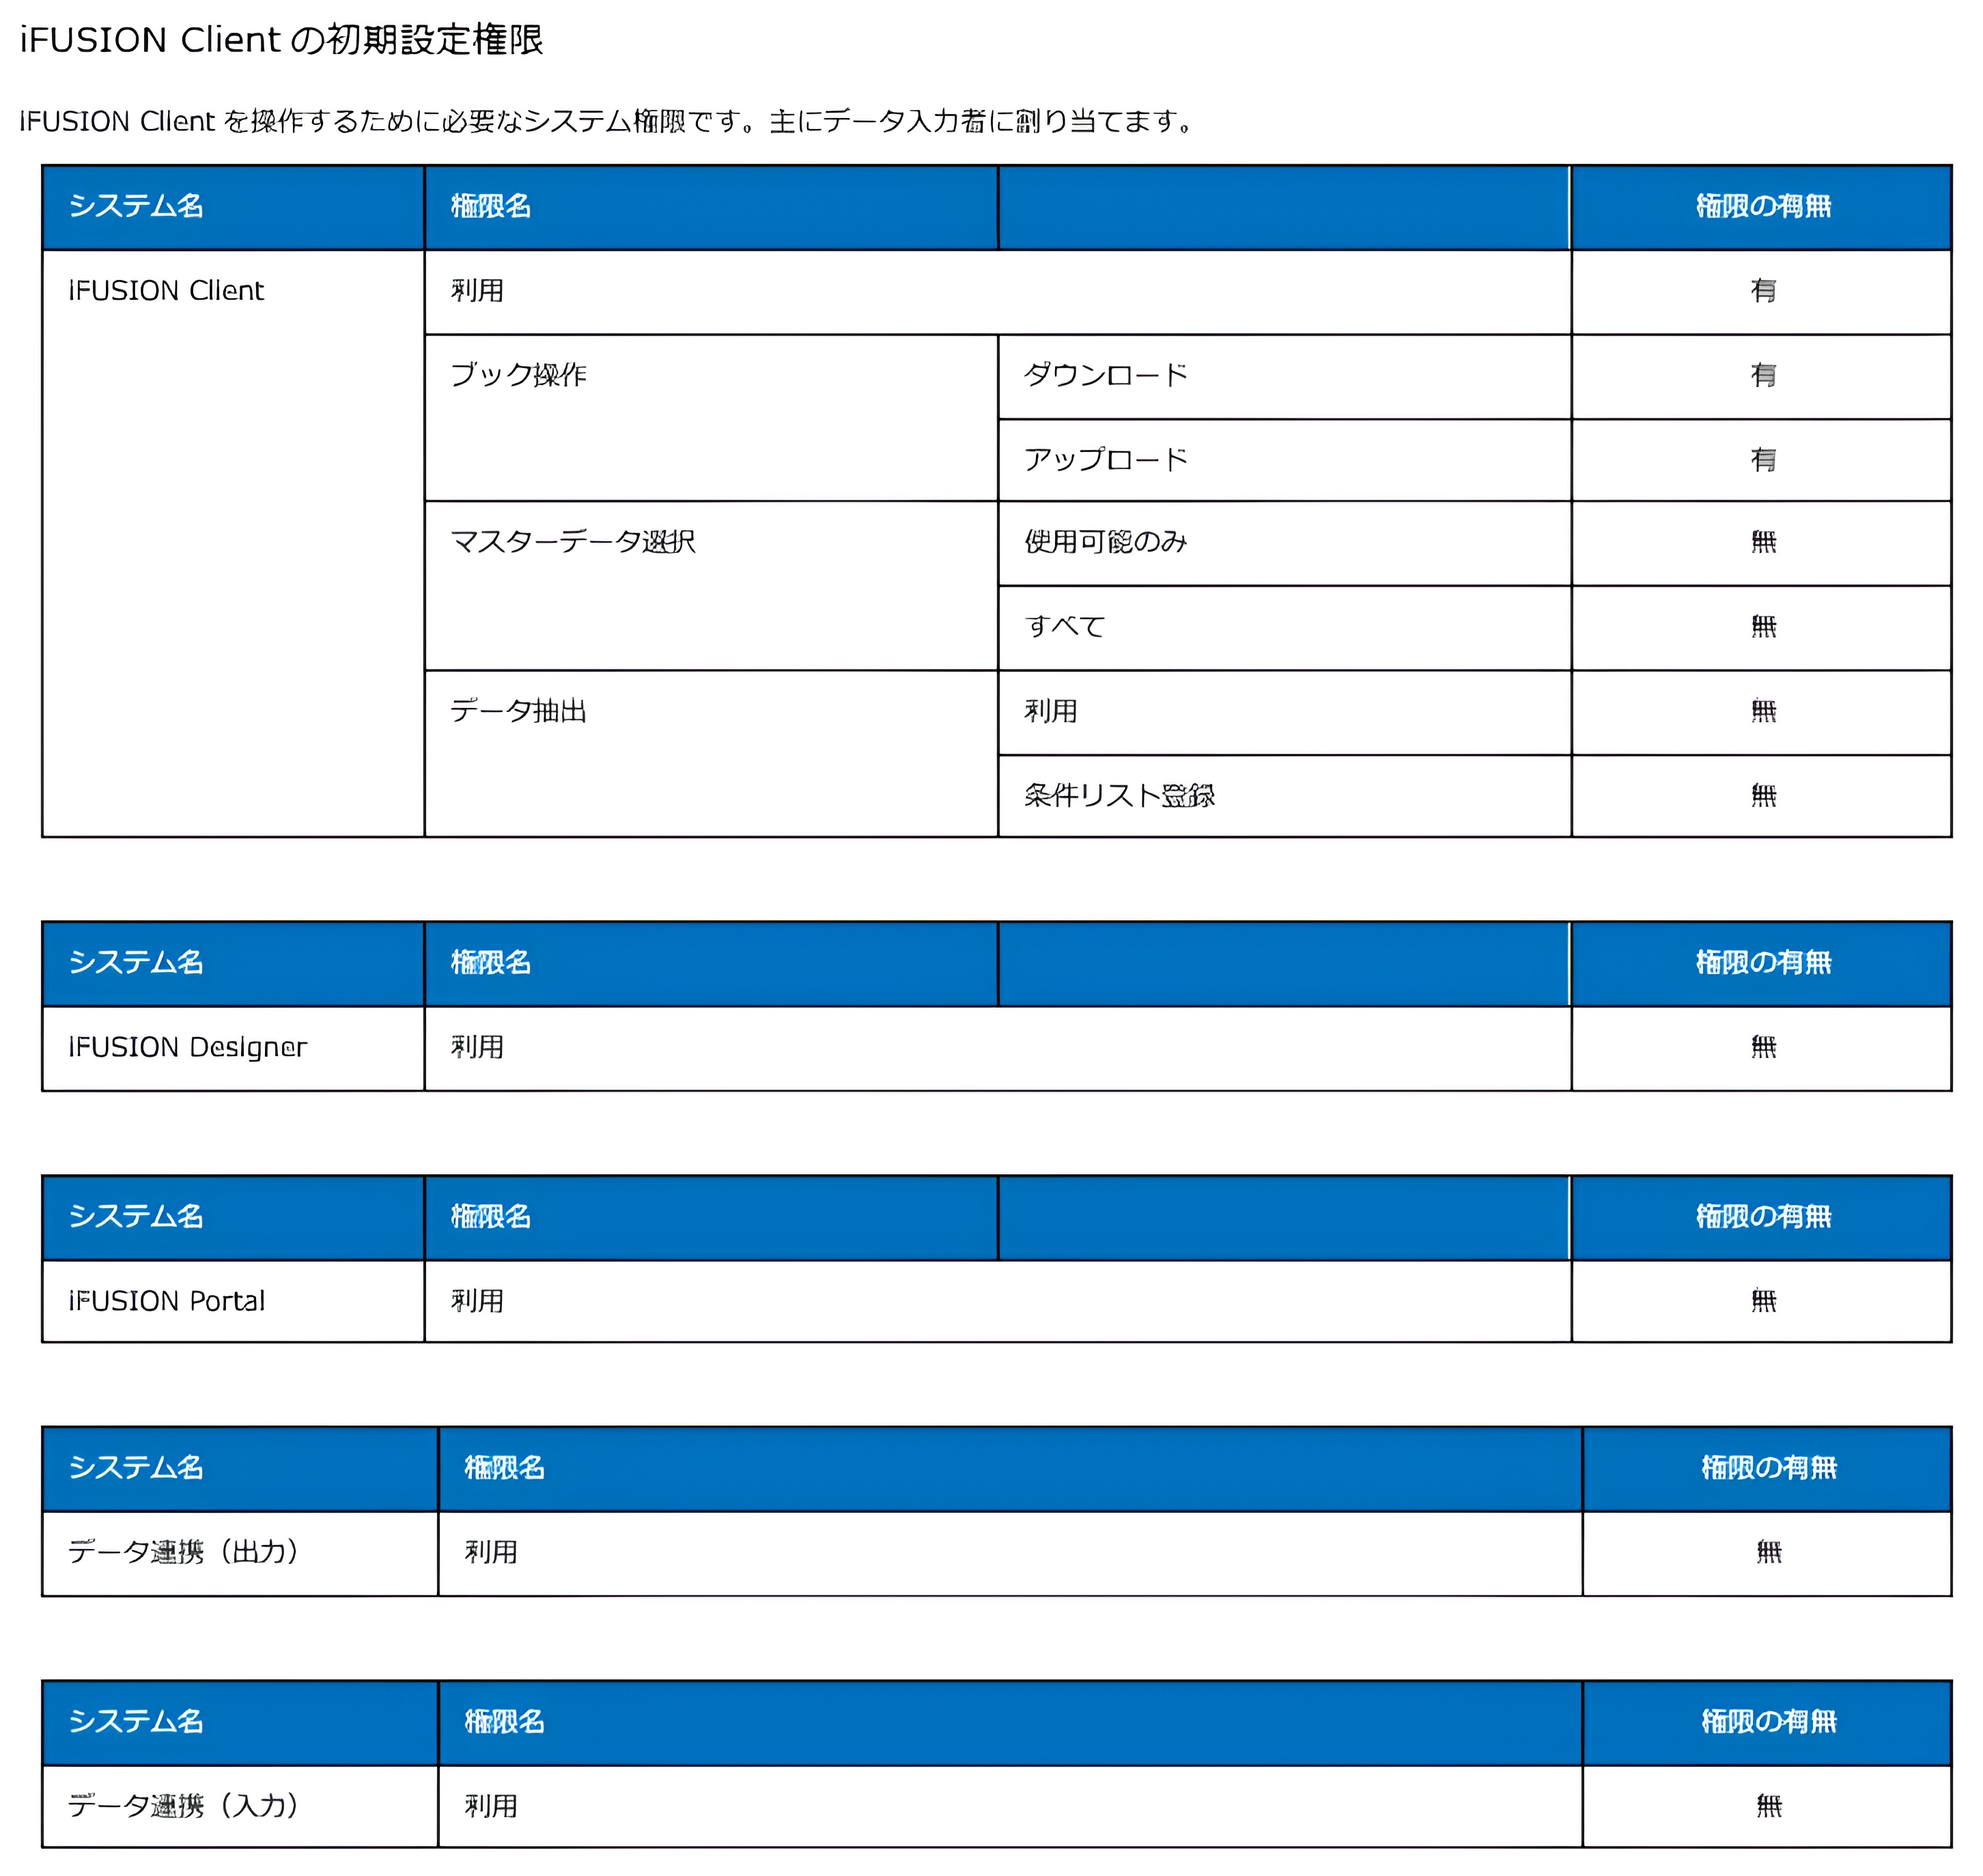 iFUSION Client の初期設定権限
iFUSION Client を操作するために必要なシステム権限です。主にデータ入力者に割り当てます。
システム名 権限名 権限の有無
iFUSION Client 利用 有
ブック操作 ダウンロード 有
アップロード 有
マスターデータ選択 使用可能のみ 無
すべて 無
データ抽出 利用 無
条件リスト登録 無
システム名 権限名 権限の有無
iFUSION Designer 利用 無
システム名 権限名 権限の有無
iFUSION Portal 利用 無
システム名 権限名 権限の有無
データ連携（出力） 利用 無
システム名 権限名 権限の有無
データ連携（入力） 利用 無